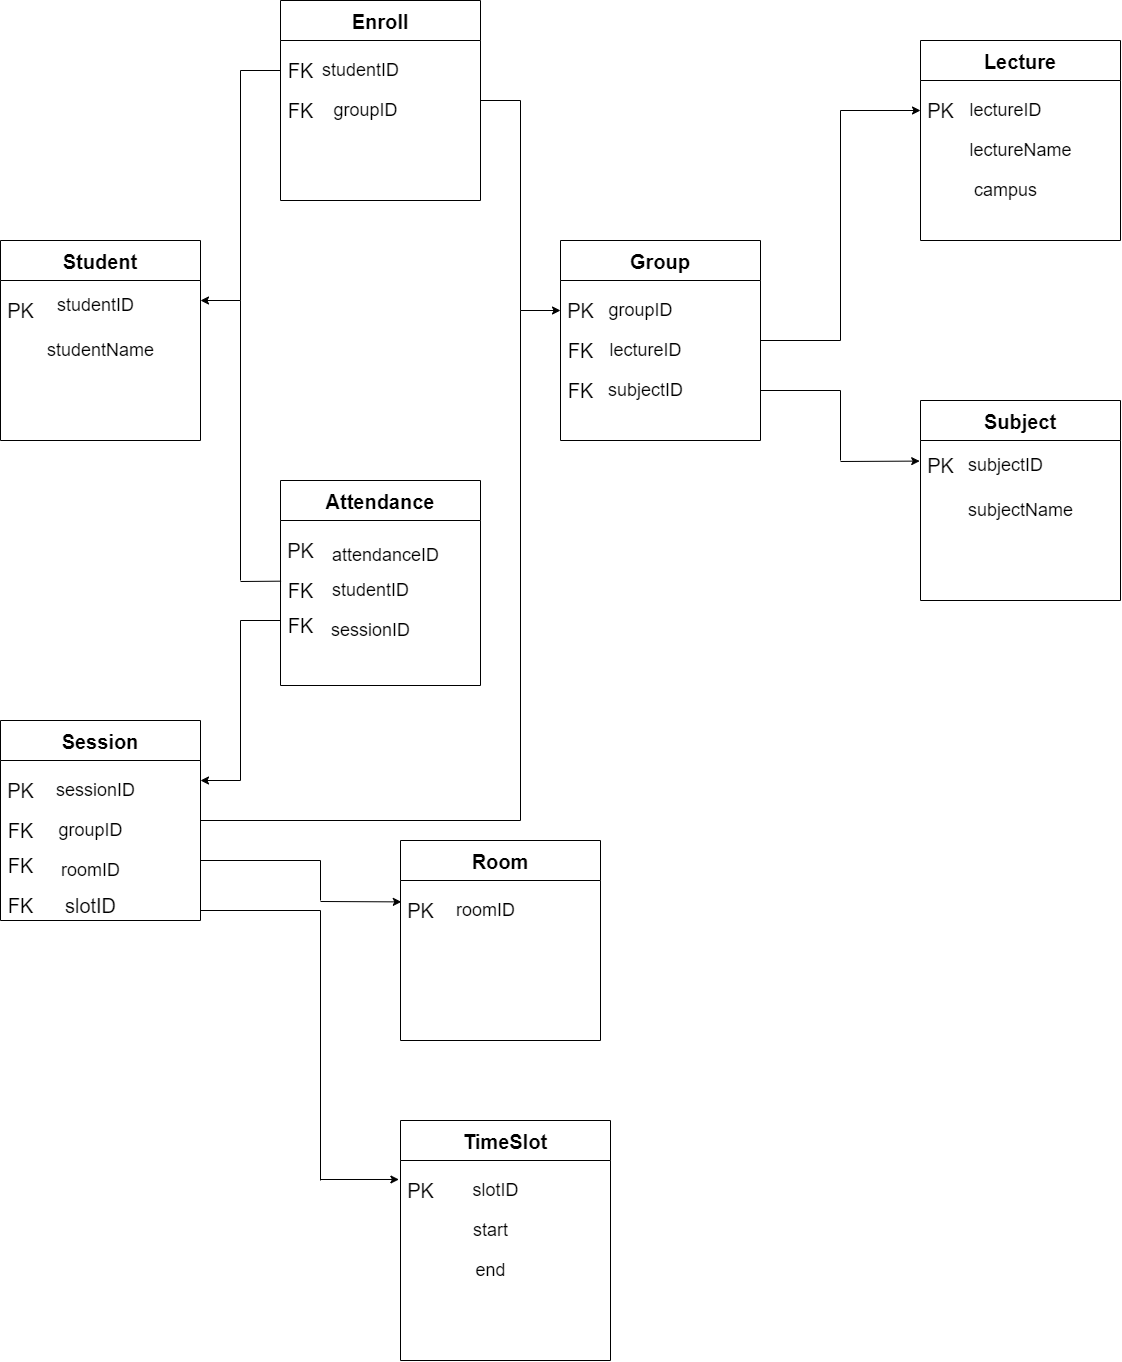 Enroll
FK studentID
FK groupID
Lecture
PK lectureID
lectureName
campus
Student
PK studentID
studentName
Group
PK groupID
FK lectureID
FK subjectID
Subject
PK subjectID
subjectName
Attendance
PK attendanceID
FK studentID
FK sessionID
Session
PK sessionID
FK groupID
FK roomID
FK slotID
Room
PK roomID
TimeSlot
PK slotID
start
end